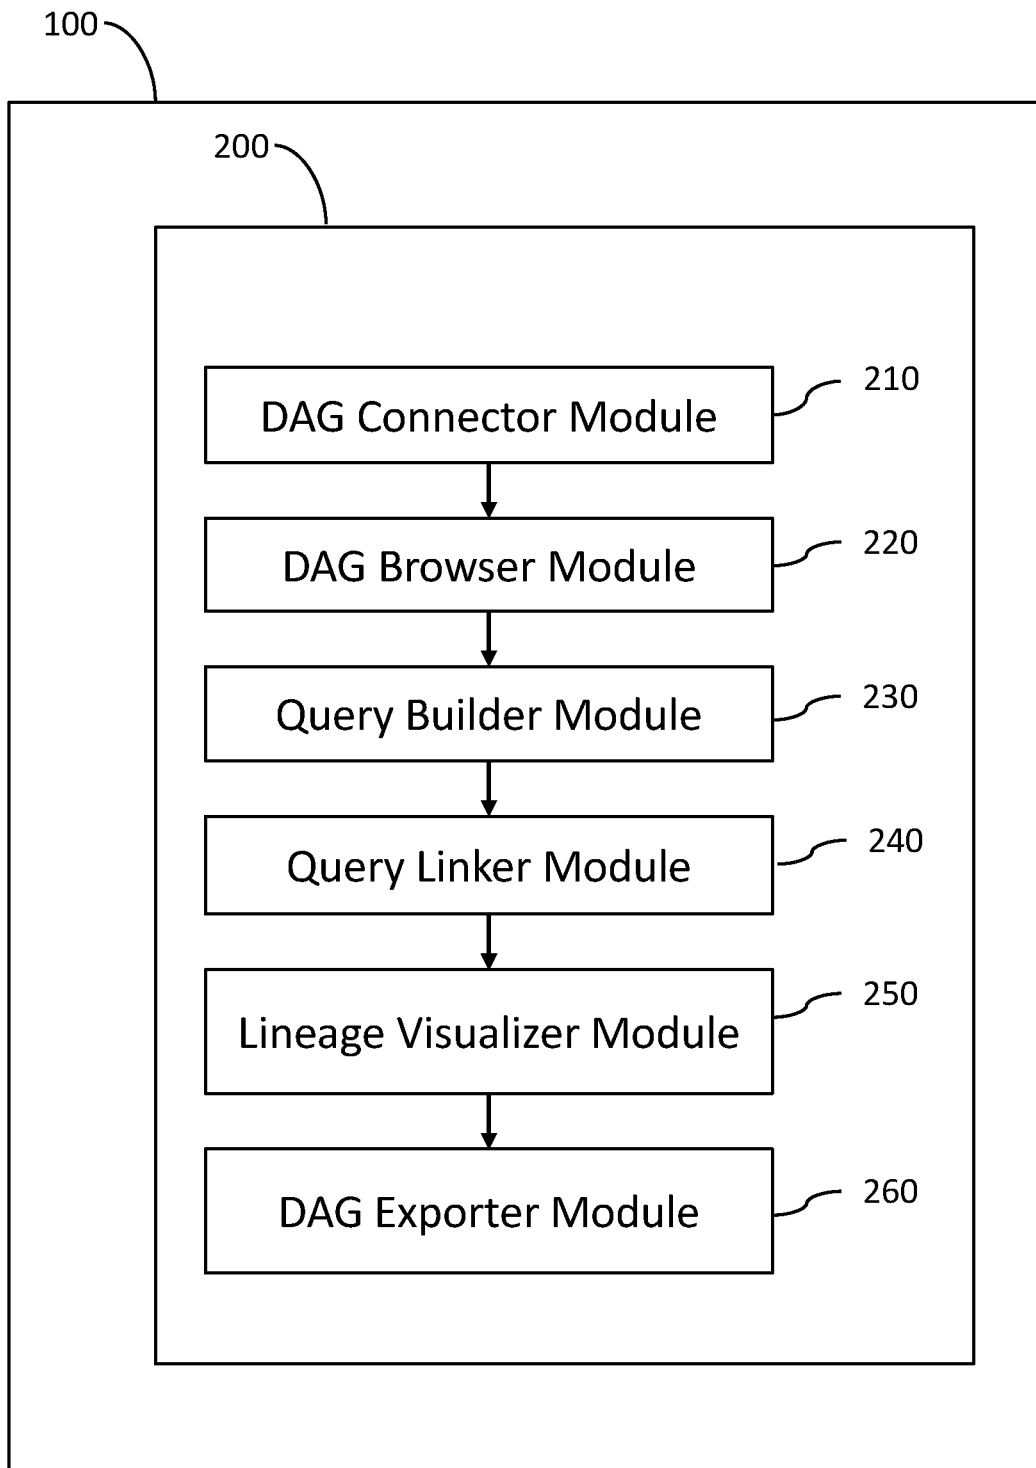 100
200
DAG Connector Module
210
DAG Browser Module
220
Query Builder Module
230
Query Linker Module
240
Lineage Visualizer Module
250
DAG Exporter Module
260